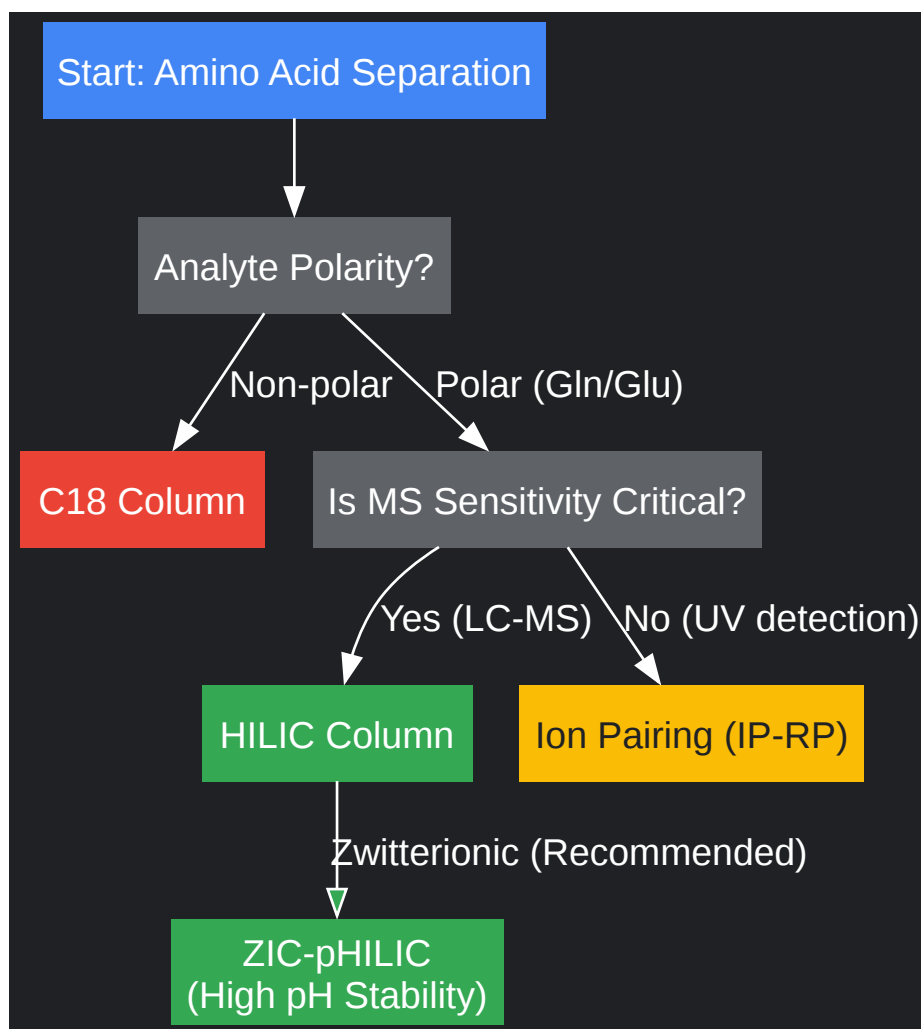 Start: Amino Acid Separation
Analyte Polarity?
Non-polar
Polar (Gln/Glu)
C18 Column
Is MS Sensitivity Critical?
Yes (LC-MS)
No (UV detection)
HILIC Column
Ion Pairing (IP-RP)
Zwitterionic (Recommended)
ZIC-pHILIC
(High pH Stability)